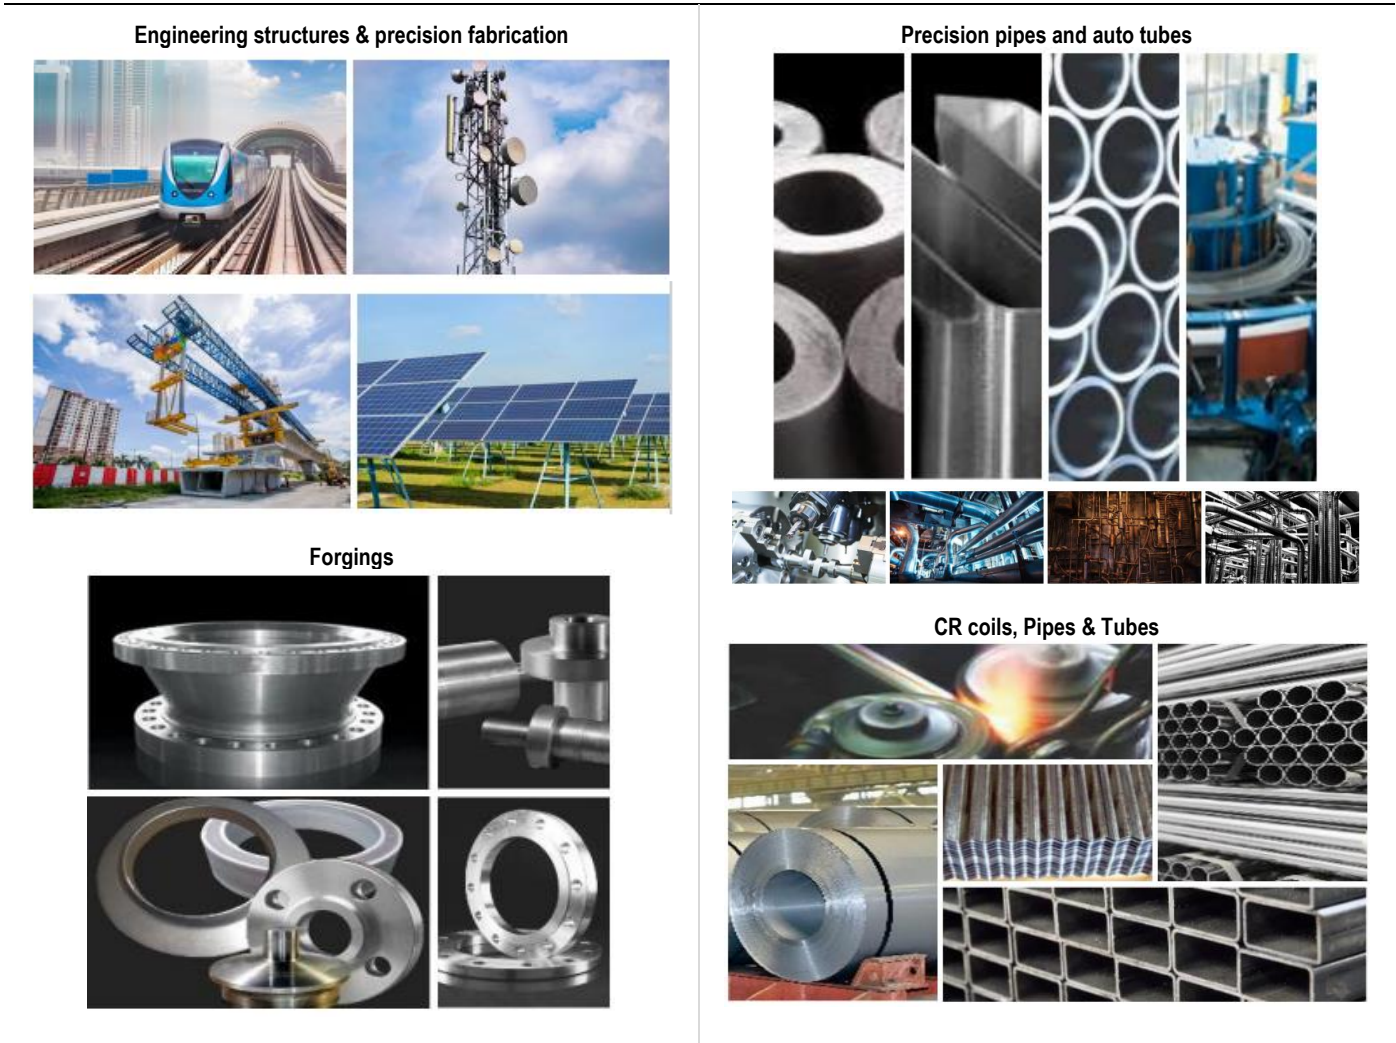 Engineering structures & precision fabrication
Forgings
Precision pipes and auto tubes
CR coils, Pipes & Tubes